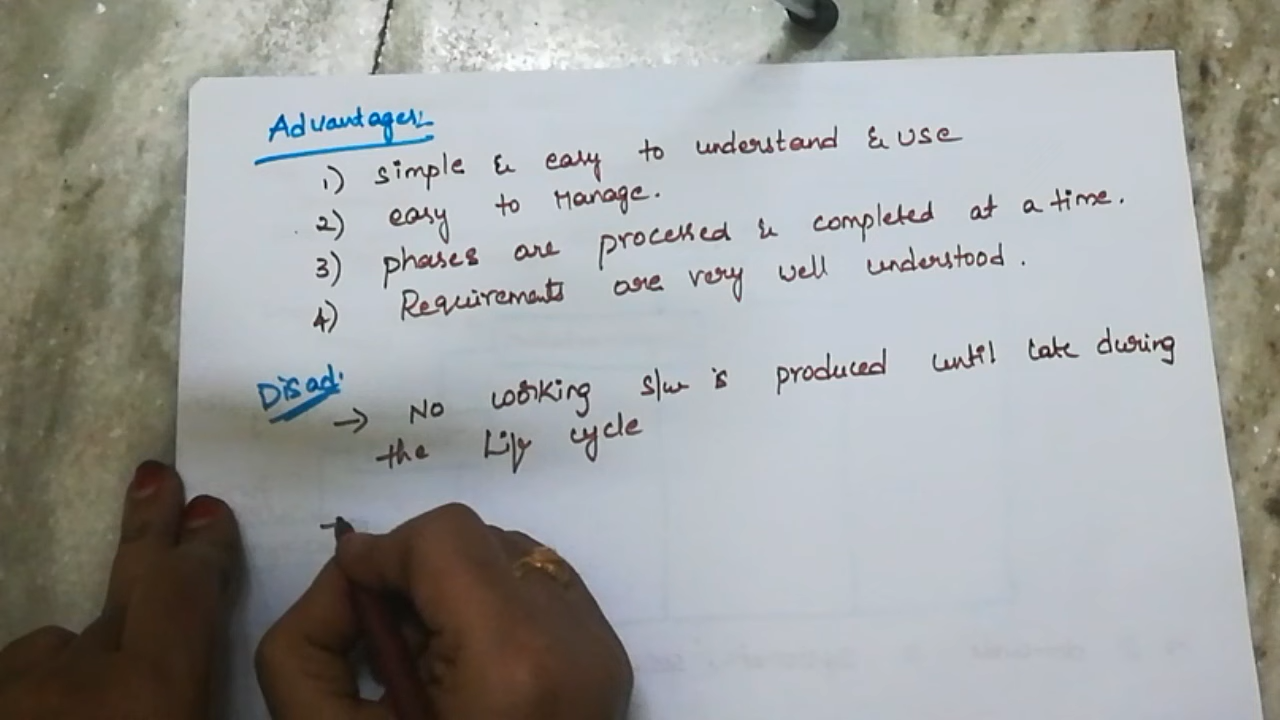 Advantages:
1) simple & easy to understand & use
2) easy to Manage.
3) phases are processed & completed at a time.
4) Requirements are very well understood.
Disad:
→ No working s/w is produced until late during
the Life cycle